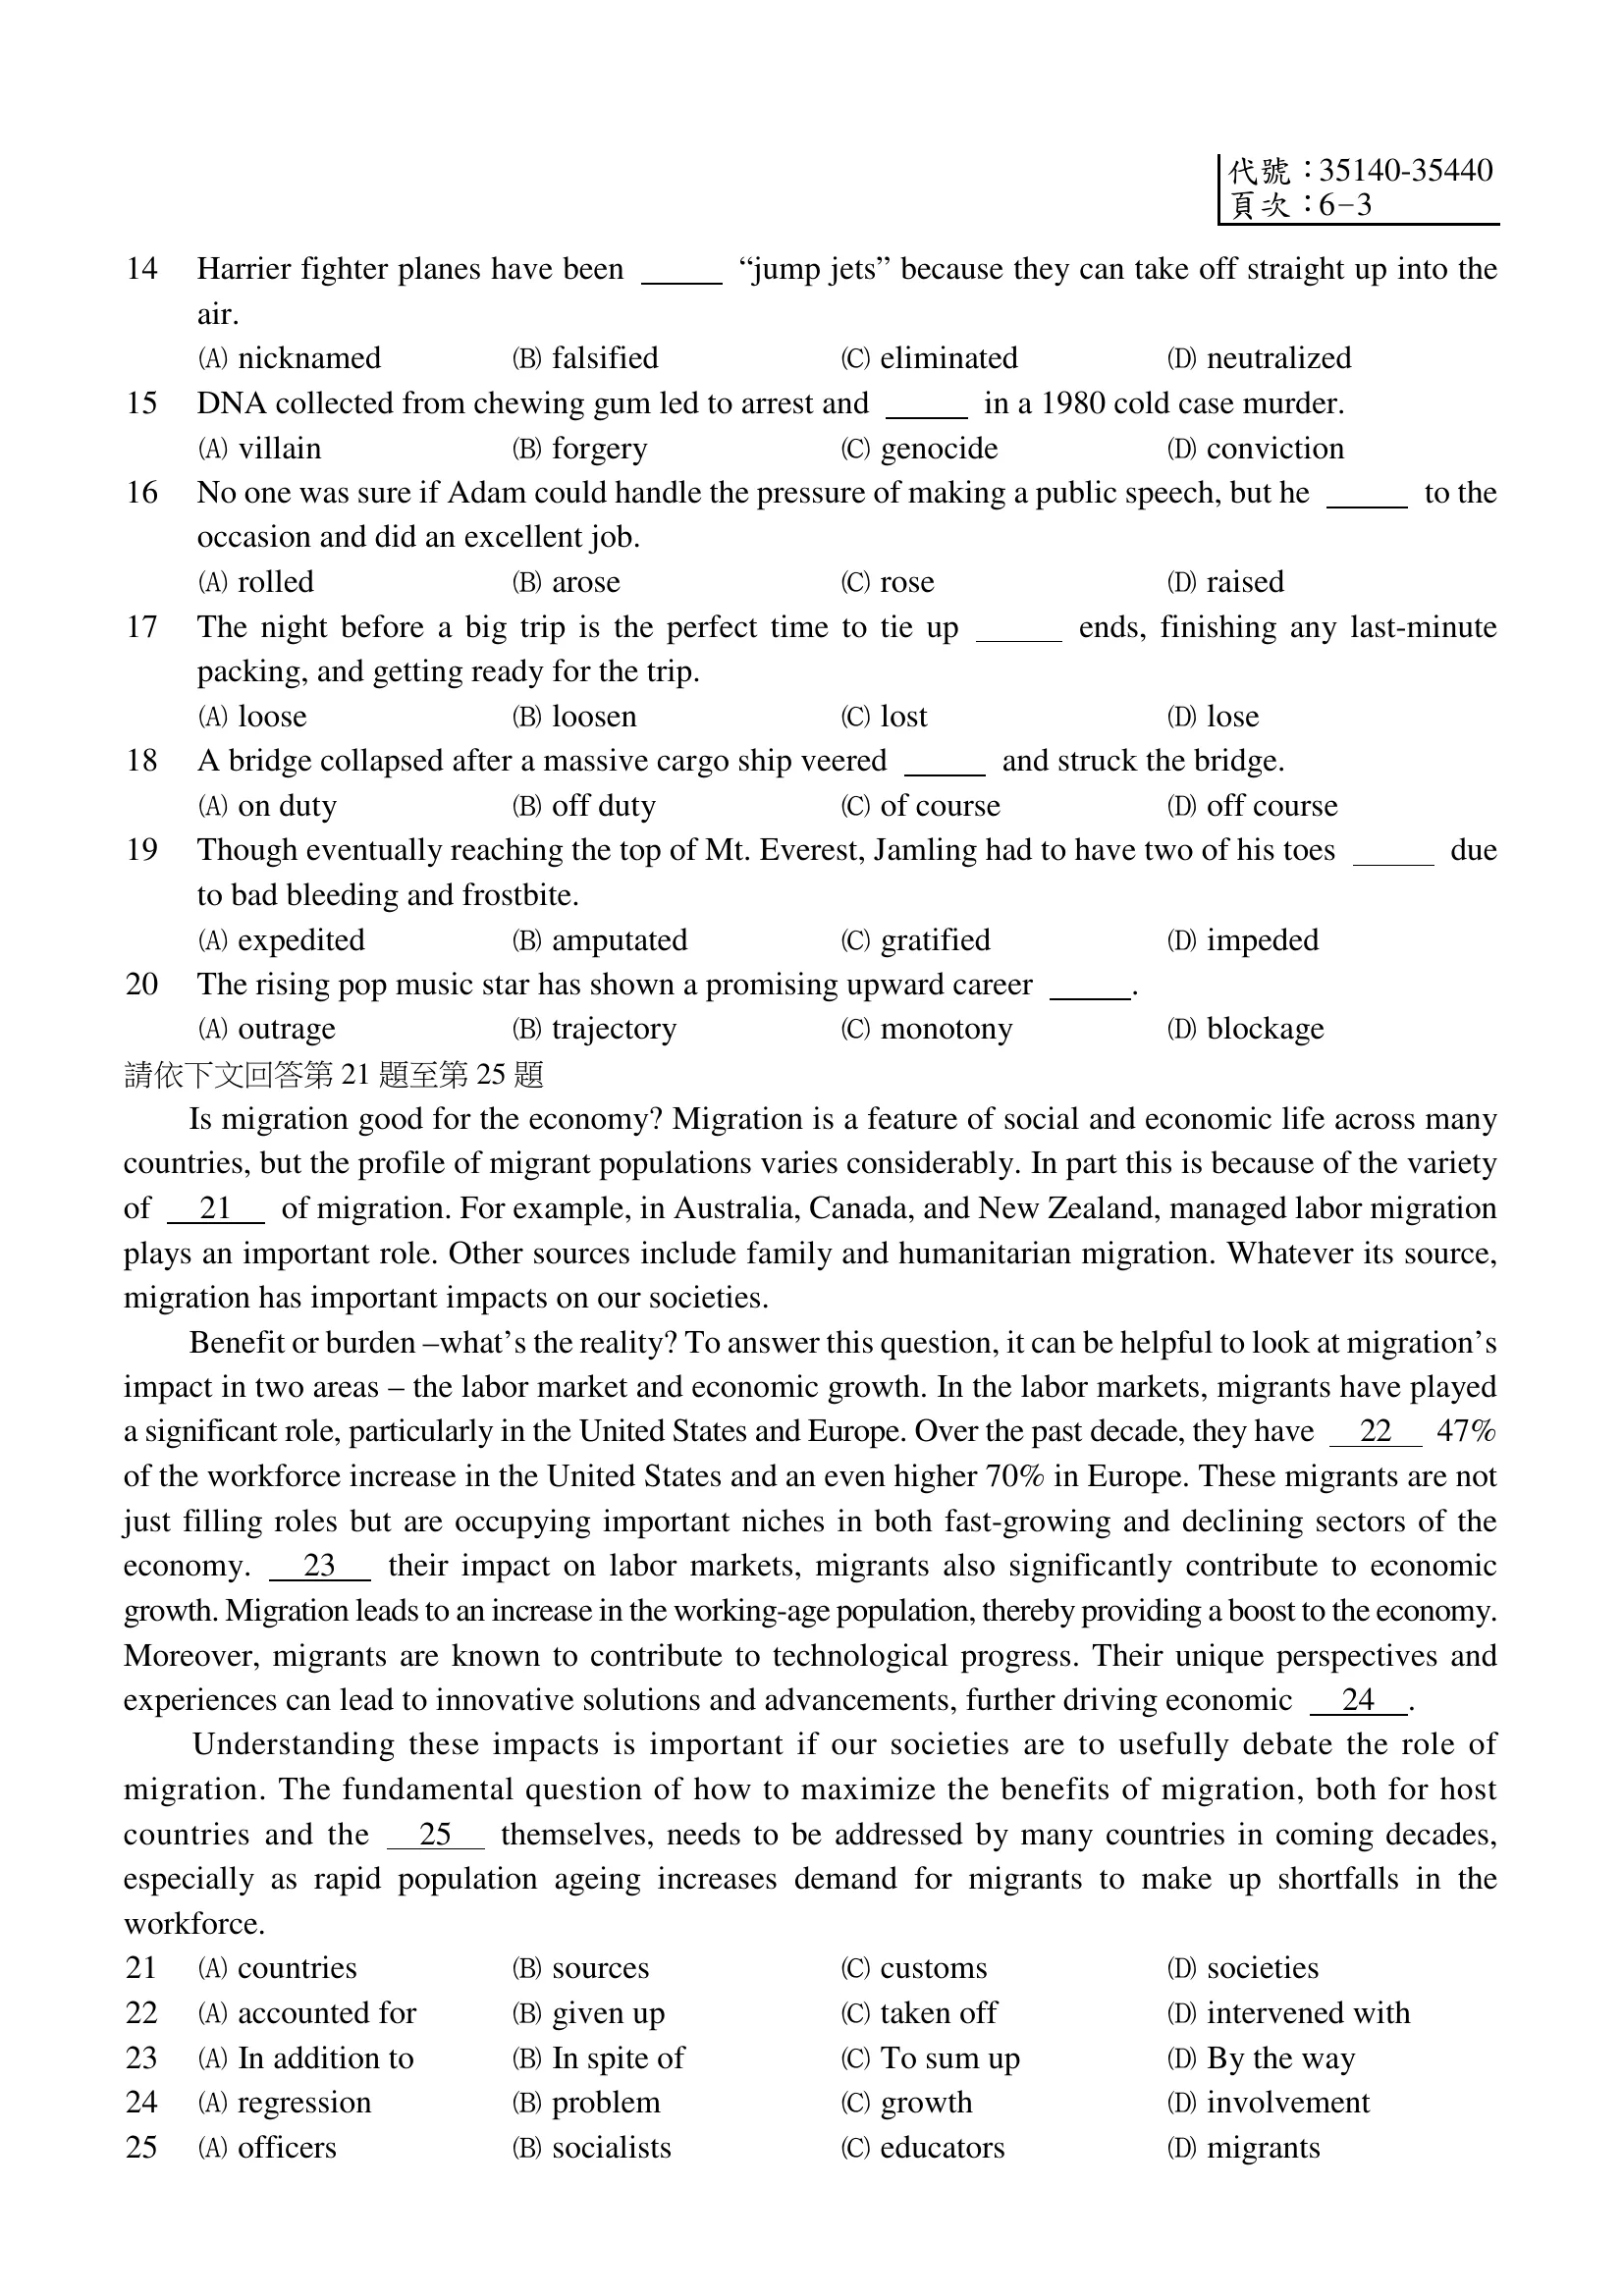 代號：35140-35440
頁次：6－3
14 Harrier fighter planes have been _____ “jump jets” because they can take off straight up into the
air.
(A) nicknamed (B) falsified (C) eliminated (D) neutralized
15 DNA collected from chewing gum led to arrest and _____ in a 1980 cold case murder.
(A) villain (B) forgery (C) genocide (D) conviction
16 No one was sure if Adam could handle the pressure of making a public speech, but he _____ to the
occasion and did an excellent job.
(A) rolled (B) arose (C) rose (D) raised
17 The night before a big trip is the perfect time to tie up _____ ends, finishing any last-minute
packing, and getting ready for the trip.
(A) loose (B) loosen (C) lost (D) lose
18 A bridge collapsed after a massive cargo ship veered _____ and struck the bridge.
(A) on duty (B) off duty (C) of course (D) off course
19 Though eventually reaching the top of Mt. Everest, Jamling had to have two of his toes _____ due
to bad bleeding and frostbite.
(A) expedited (B) amputated (C) gratified (D) impeded
20 The rising pop music star has shown a promising upward career _____.
(A) outrage (B) trajectory (C) monotony (D) blockage
請依下文回答第 21 題至第 25 題
Is migration good for the economy? Migration is a feature of social and economic life across many
countries, but the profile of migrant populations varies considerably. In part this is because of the variety
of 21 of migration. For example, in Australia, Canada, and New Zealand, managed labor migration
plays an important role. Other sources include family and humanitarian migration. Whatever its source,
migration has important impacts on our societies.
Benefit or burden –what’s the reality? To answer this question, it can be helpful to look at migration’s
impact in two areas – the labor market and economic growth. In the labor markets, migrants have played
a significant role, particularly in the United States and Europe. Over the past decade, they have 22 47%
of the workforce increase in the United States and an even higher 70% in Europe. These migrants are not
just filling roles but are occupying important niches in both fast-growing and declining sectors of the
economy. 23 their impact on labor markets, migrants also significantly contribute to economic
growth. Migration leads to an increase in the working-age population, thereby providing a boost to the economy.
Moreover, migrants are known to contribute to technological progress. Their unique perspectives and
experiences can lead to innovative solutions and advancements, further driving economic 24 .
Understanding these impacts is important if our societies are to usefully debate the role of
migration. The fundamental question of how to maximize the benefits of migration, both for host
countries and the 25 themselves, needs to be addressed by many countries in coming decades,
especially as rapid population ageing increases demand for migrants to make up shortfalls in the
workforce.
21 (A) countries (B) sources (C) customs (D) societies
22 (A) accounted for (B) given up (C) taken off (D) intervened with
23 (A) In addition to (B) In spite of (C) To sum up (D) By the way
24 (A) regression (B) problem (C) growth (D) involvement
25 (A) officers (B) socialists (C) educators (D) migrants